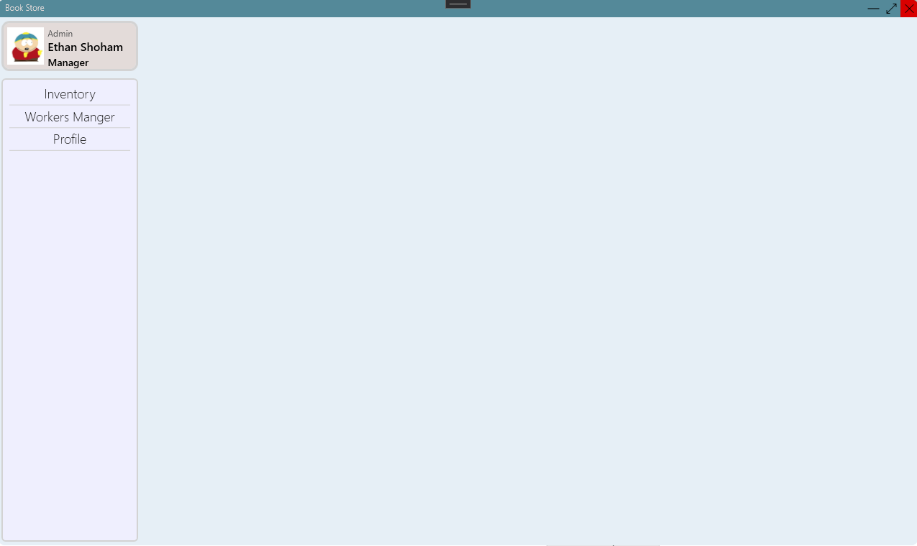 Book Store
Admin
Ethan Shoham
Manager
Inventory
Workers Manger
Profile